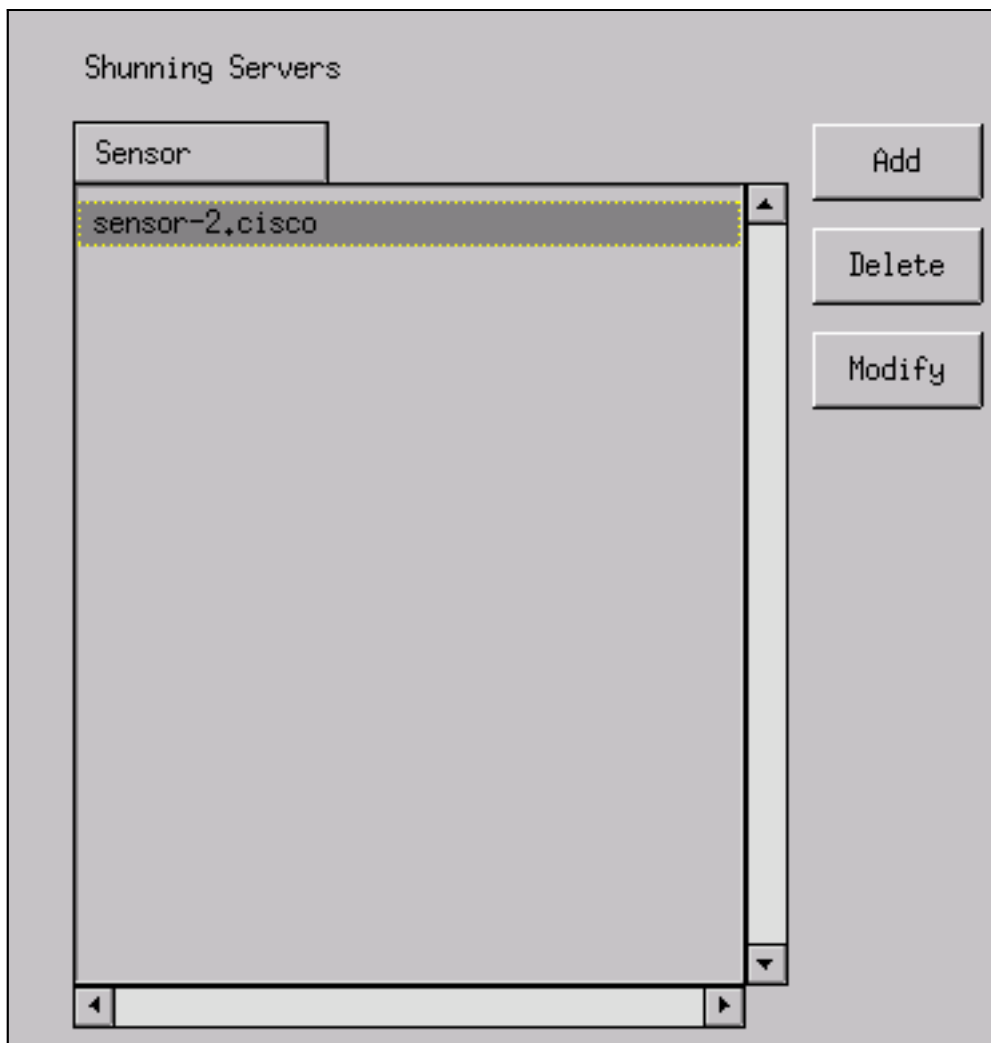 Shunning Servers
Sensor
sensor-2.cisco
Add
Delete
Modify